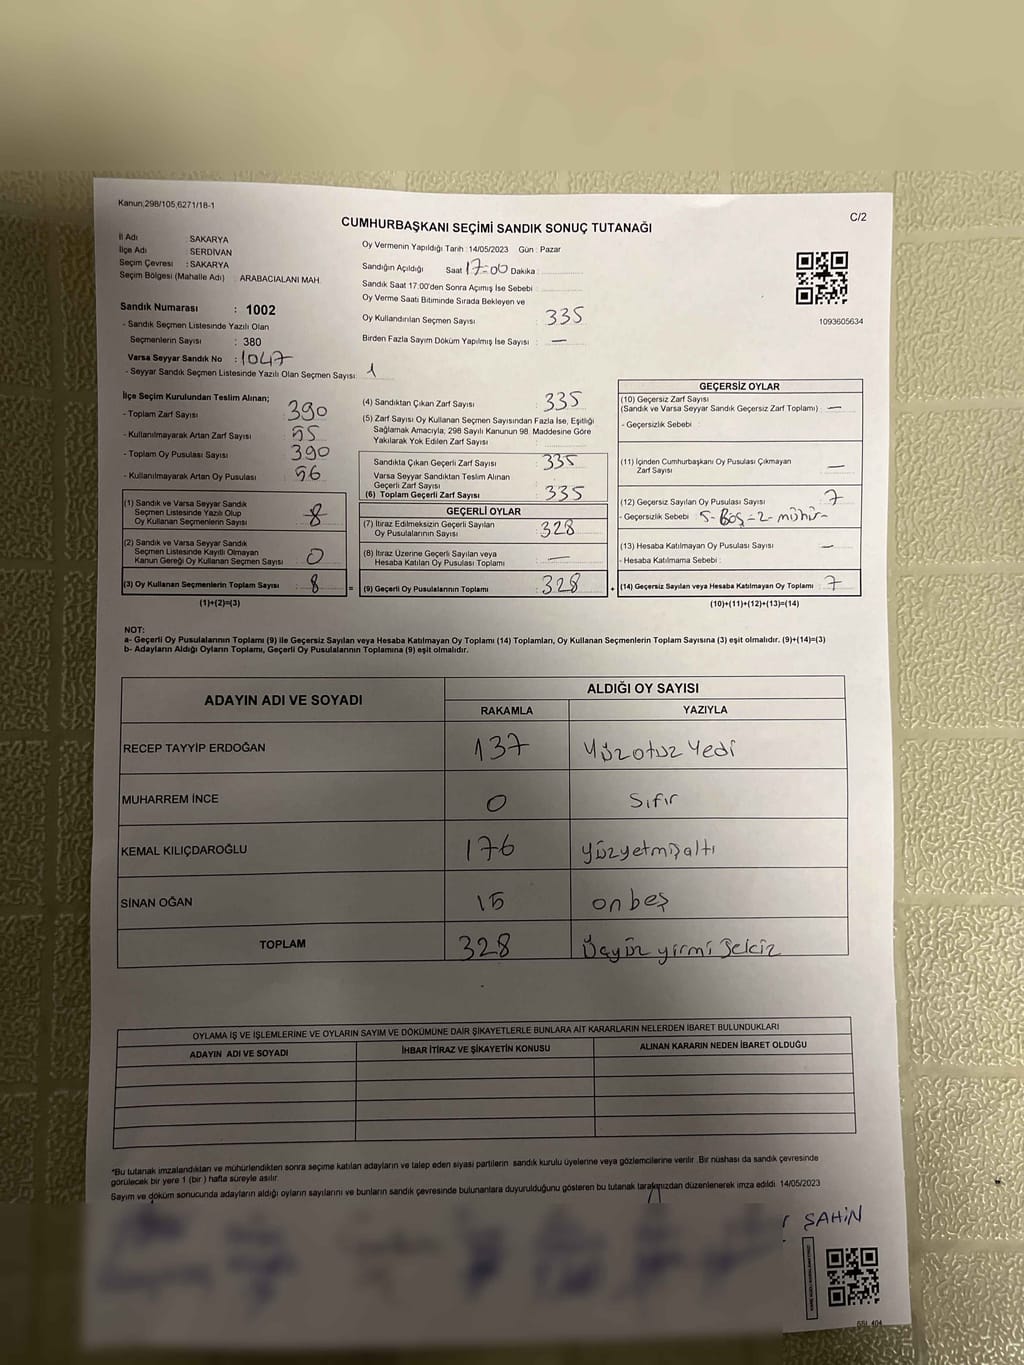 Kanun;298/105,6271/18-1
C/2
CUMHURBAŞKANI SEÇİMİ SANDIK SONUÇ TUTANAĞI
İl Adı : SAKARYA
İlçe Adı : SERDİVAN
Seçim Çevresi : SAKARYA
Seçim Bölgesi (Mahalle Adı) : ARABACIALANI MAH.
Sandık Numarası : 1002
- Sandık Seçmen Listesinde Yazılı Olan
Seçmenlerin Sayısı : 380
Varsa Seyyar Sandık No : 1047
- Seyyar Sandık Seçmen Listesinde Yazılı Olan Seçmen Sayısı: 1
Oy Vermenin Yapıldığı Tarih :14/05/2023 Gün : Pazar
Sandığın Açıldığı Saat 17:00 Dakika :
Sandık Saat 17:00'den Sonra Açımış İse Sebebi :
Oy Verme Saati Bitiminde Sırada Bekleyen ve
Oy Kullandırılan Seçmen Sayısı : 335
Birden Fazla Sayım Döküm Yapılmış İse Sayısı : —
1093605634
İlçe Seçim Kurulundan Teslim Alınan;
- Toplam Zarf Sayısı : 390
- Kullanılmayarak Artan Zarf Sayısı : 55
- Toplam Oy Pusulası Sayısı : 390
- Kullanılmayarak Artan Oy Pusulası : 56
(1) Sandık ve Varsa Seyyar Sandık
Seçmen Listesinde Yazılı Olup
Oy Kullanan Seçmenlerin Sayısı : 8
(2) Sandık ve Varsa Seyyar Sandık
Seçmen Listesinde Kayıtlı Olmayan
Kanun Gereği Oy Kullanan Seçmen Sayısı : 0
(3) Oy Kullanan Seçmenlerin Toplam Sayısı : 8
(1)+(2)=(3)
(4) Sandıktan Çıkan Zarf Sayısı : 335
(5) Zarf Sayısı Oy Kullanan Seçmen Sayısından Fazla İse, Eşitliği
Sağlamak Amacıyla; 298 Sayılı Kanunun 98. Maddesine Göre
Yakılarak Yok Edilen Zarf Sayısı :
Sandıkta Çıkan Geçerli Zarf Sayısı : 335
Varsa Seyyar Sandıktan Teslim Alınan
Geçerli Zarf Sayısı :
(6) Toplam Geçerli Zarf Sayısı : 335
GEÇERLİ OYLAR
(7) İtiraz Edilmeksizin Geçerli Sayılan
Oy Pusulalarının Sayısı : 328
(8) İtiraz Üzerine Geçerli Sayılan veya
Hesaba Katılan Oy Pusulası Toplamı : —
= (9) Geçerli Oy Pusulalarının Toplamı : 328
GEÇERSİZ OYLAR
(10) Geçersiz Zarf Sayısı
(Sandık ve Varsa Seyyar Sandık Geçersiz Zarf Toplamı) : —
- Geçersizlik Sebebi :
(11) İçinden Cumhurbaşkanı Oy Pusulası Çıkmayan
Zarf Sayısı : —
(12) Geçersiz Sayılan Oy Pusulası Sayısı : 7
- Geçersizlik Sebebi : 5-Boş-2-mühür-
(13) Hesaba Katılmayan Oy Pusulası Sayısı : —
- Hesaba Katılmama Sebebi :
+ (14) Geçersiz Sayılan veya Hesaba Katılmayan Oy Toplamı : 7
(10)+(11)+(12)+(13)=(14)
NOT:
a- Geçerli Oy Pusulalarının Toplamı (9) ile Geçersiz Sayılan veya Hesaba Katılmayan Oy Toplamı (14) Toplamları, Oy Kullanan Seçmenlerin Toplam Sayısına (3) eşit olmalıdır. (9)+(14)=(3)
b- Adayların Aldığı Oyların Toplamı, Geçerli Oy Pusulalarının Toplamına (9) eşit olmalıdır.
ADAYIN ADI VE SOYADI
ALDIĞI OY SAYISI
RAKAMLA YAZIYLA
RECEP TAYYİP ERDOĞAN 137 Yüzotuz Yedi
MUHARREM İNCE 0 Sıfır
KEMAL KILIÇDAROĞLU 176 yüzyetmişaltı
SİNAN OĞAN 15 onbeş
TOPLAM 328 Üçyüz yirmi Sekiz
OYLAMA İŞ VE İŞLEMLERİNE VE OYLARIN SAYIM VE DÖKÜMÜNE DAİR ŞİKAYETLERLE BUNLARA AİT KARARLARIN NELERDEN İBARET BULUNDUKLARI
ADAYIN ADI VE SOYADI İHBAR İTİRAZ VE ŞİKAYETİN KONUSU ALINAN KARARIN NEDEN İBARET OLDUĞU
*Bu tutanak imzalandıktan ve mühürlendikten sonra seçime katılan adayların ve talep eden siyasi partilerin sandık kurulu üyelerine veya gözlemcilerine verilir. Bir nüshası da sandık çevresinde
görülecek bir yere 1 (bir) hafta süreyle asılır.
Sayım ve döküm sonucunda adayların aldığı oyların sayılarını ve bunların sandık çevresinde bulunanlara duyurulduğunu gösteren bu tutanak tarafımızdan düzenlenerek imza edildi. 14/05/2023
ŞAHİN
SSL 404